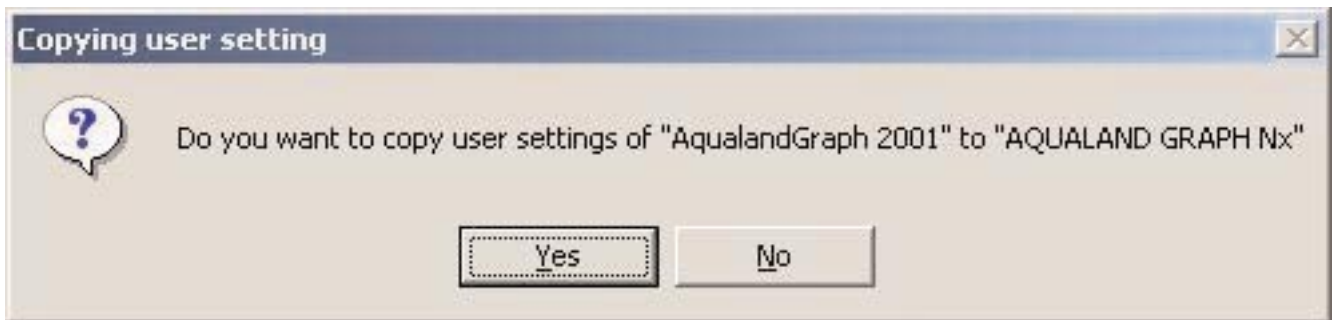 Copying user setting
Do you want to copy user settings of "AqualandGraph 2001" to "AQUALAND GRAPH Nx"
Yes
No